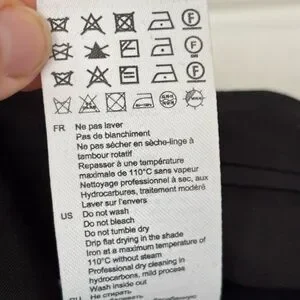 FR Ne pas laver
Pas de blanchiment
Ne pas sécher en sèche-linge à
tambour rotatif
Repasser à une température
maximale de 110°C sans vapeur
Nettoyage professionnel à sec, aux
Hydrocarbures, traitement modéré
Laver sur l'envers
US Do not wash
Do not bleach
Do not tumble dry
Drip flat drying in the shade
Iron at a maximum temperature of
110°C without steam
Professional dry cleaning in
hydrocarbons, mild process
Wash inside out
Не стирать